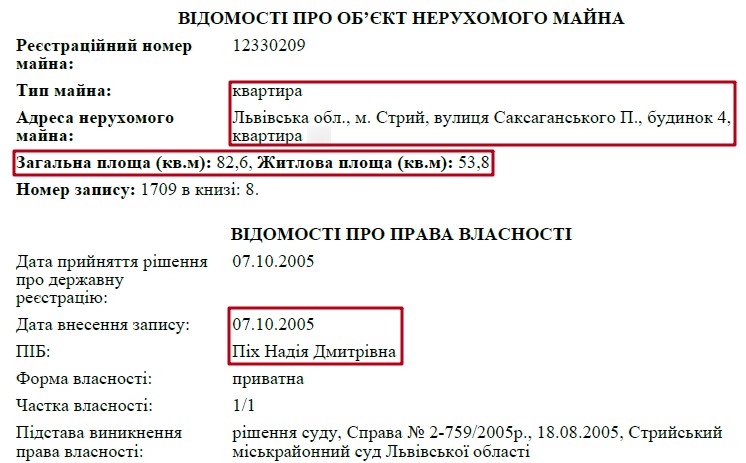 ВІДОМОСТІ ПРО ОБ’ЄКТ НЕРУХОМОГО МАЙНА
Реєстраційний номер майна: 12330209
Тип майна: квартира
Адреса нерухомого майна: Львівська обл., м. Стрий, вулиця Саксаганського П., будинок 4, квартира
Загальна площа (кв.м): 82,6, Житлова площа (кв.м): 53,8
Номер запису: 1709 в книзі: 8.
ВІДОМОСТІ ПРО ПРАВА ВЛАСНОСТІ
Дата прийняття рішення про державну реєстрацію: 07.10.2005
Дата внесення запису: 07.10.2005
ПІБ: Піх Надія Дмитрівна
Форма власності: приватна
Частка власності: 1/1
Підстава виникнення права власності: рішення суду, Справа № 2-759/2005р., 18.08.2005, Стрийський міськрайонний суд Львівської області